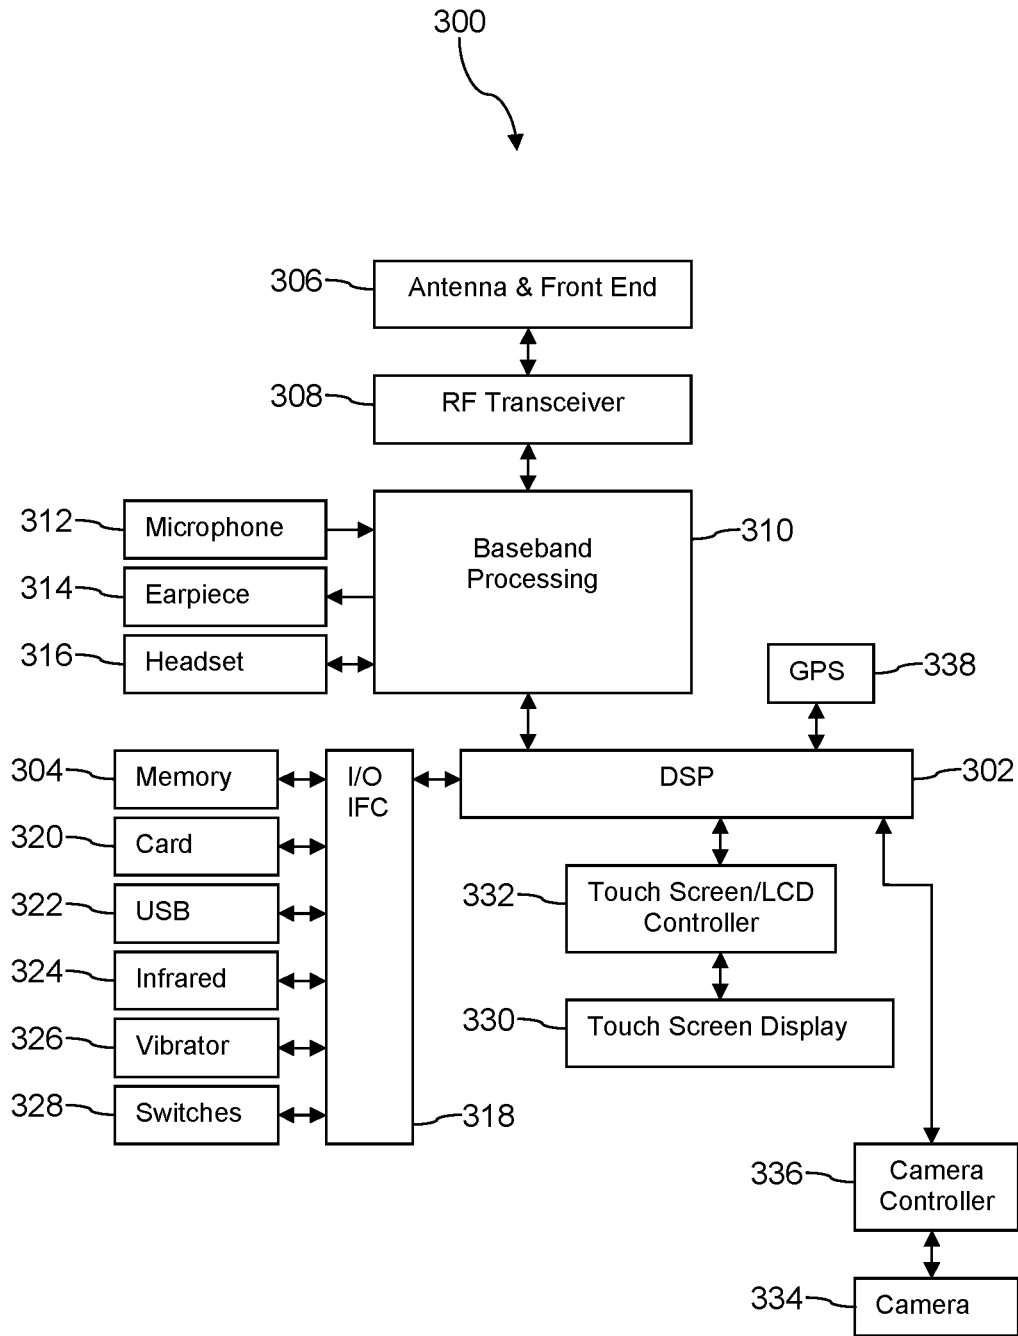 300
306
Antenna & Front End
308
RF Transceiver
312
Microphone
Baseband
Processing
310
314
Earpiece
316
Headset
GPS
338
304
Memory
I/O
IFC
DSP
302
320
Card
322
USB
332
Touch Screen/LCD
Controller
324
Infrared
330
Touch Screen Display
326
Vibrator
328
Switches
318
336
Camera
Controller
334
Camera